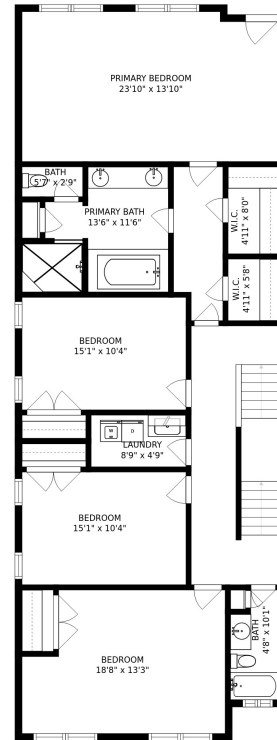 PRIMARY BEDROOM
23'10" x 13'10"
BATH
5'7" x 2'9"
PRIMARY BATH
13'6" x 11'6"
W.I.C.
4'11" x 8'0"
W.I.C.
4'11" x 5'8"
BEDROOM
15'1" x 10'4"
W
D
LAUNDRY
8'9" x 4'9"
BEDROOM
15'1" x 10'4"
BATH
4'8" x 10'1"
BEDROOM
18'8" x 13'3"